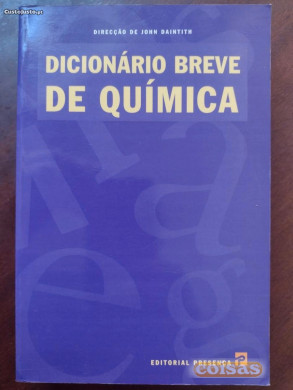 CustoJusto.pt
DIRECÇÃO DE JOHN DAINTITH
DICIONÁRIO BREVE
DE QUÍMICA
EDITORIAL PRESENÇA
coisas